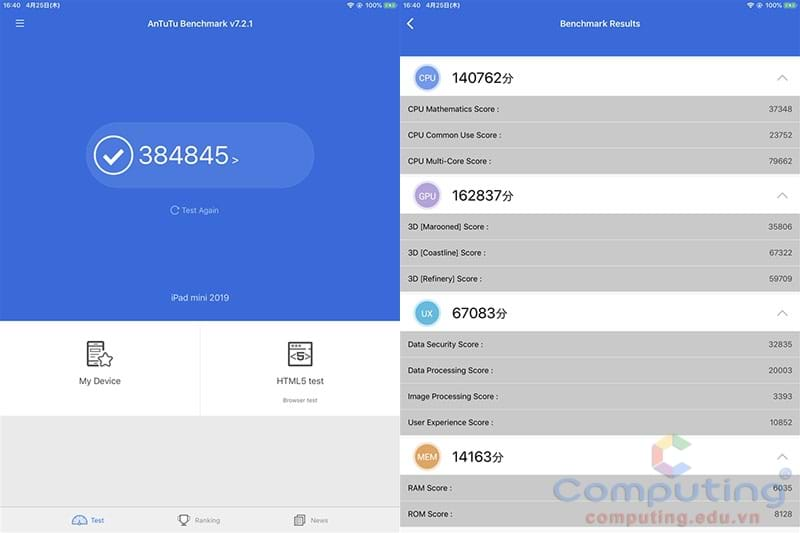 16:40 4月25日(木)
100%
AnTuTu Benchmark v7.2.1
384845 >
Test Again
iPad mini 2019
My Device
HTML5 test
Browser test
Test
Ranking
News
16:40 4月25日(木)
100%
Benchmark Results
CPU 140762分
CPU Mathematics Score : 37348
CPU Common Use Score : 23752
CPU Multi-Core Score : 79662
GPU 162837分
3D [Marooned] Score : 35806
3D [Coastline] Score : 67322
3D [Refinery] Score : 59709
UX 67083分
Data Security Score : 32835
Data Processing Score : 20003
Image Processing Score : 3393
User Experience Score : 10852
MEM 14163分
RAM Score : 6035
ROM Score : 8128
Computing®
computing.edu.vn